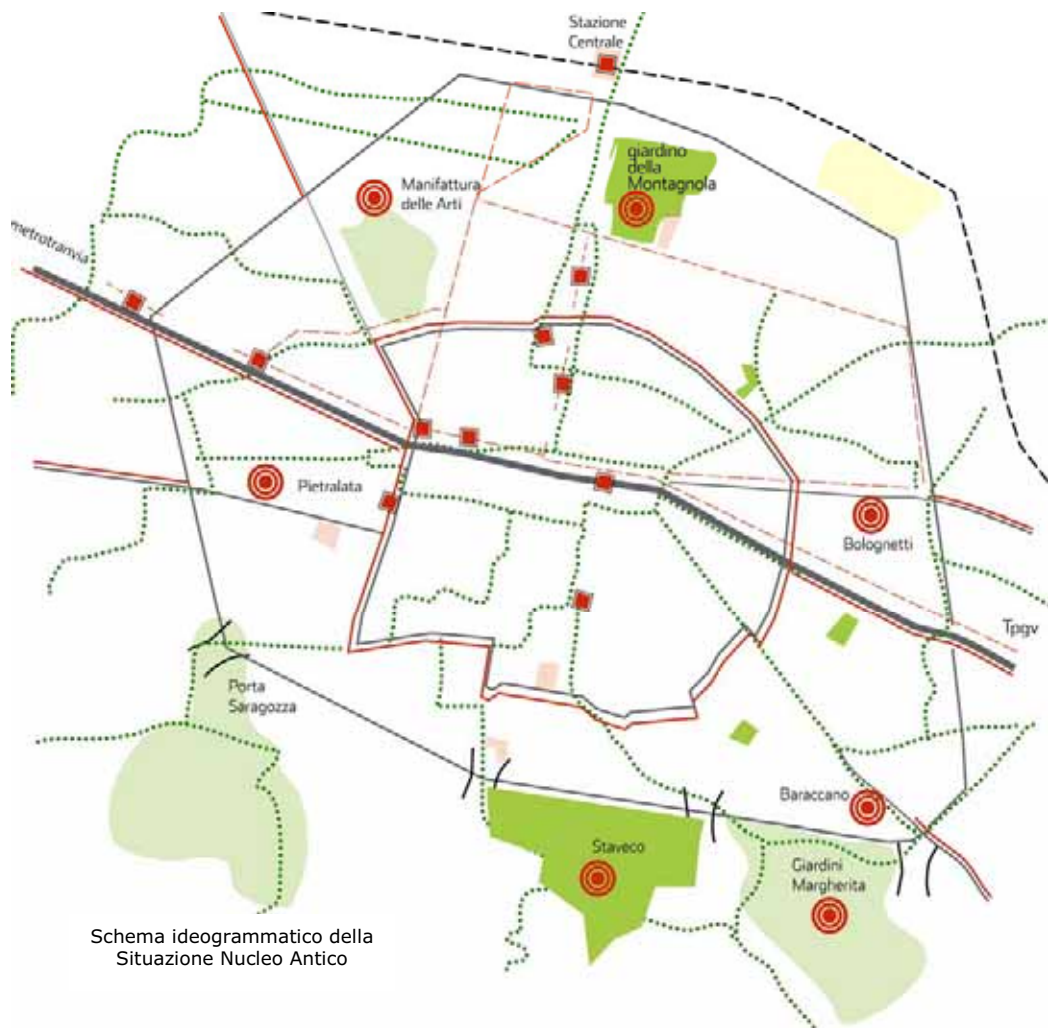 Stazione
Centrale
giardino
della
Montagnola
Manifattura
delle Arti
metrotranvia
Pietralata
Bolognetti
Tpgv
Porta
Saragozza
Baraccano
Staveco
Giardini
Margherita
Schema ideogrammatico della
Situazione Nucleo Antico